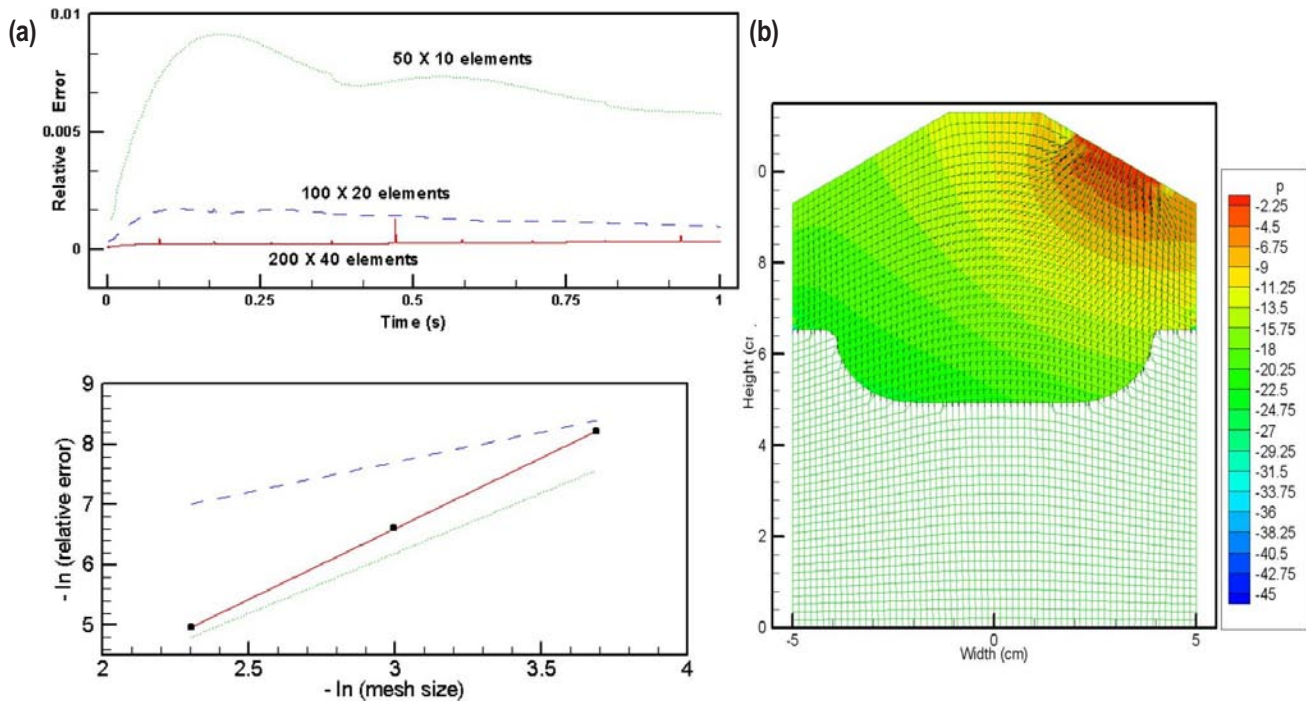 (a)
0.01
0.005
0
Relative Error
50 X 10 elements
100 X 20 elements
200 X 40 elements
0 0.25 0.5 0.75 1
Time (s)
9
8
7
6
5
- ln (relative error)
2 2.5 3 3.5 4
- ln (mesh size)
(b)
0
8
6
4
2
0
Height (cr
-5 0 5
Width (cm)
p
-2.25
-4.5
-6.75
-9
-13.5
-15.75
-18
-20.25
-22.5
-24.75
-27
-29.25
-31.5
-33.75
-36
-38.25
-40.5
-42.75
-45